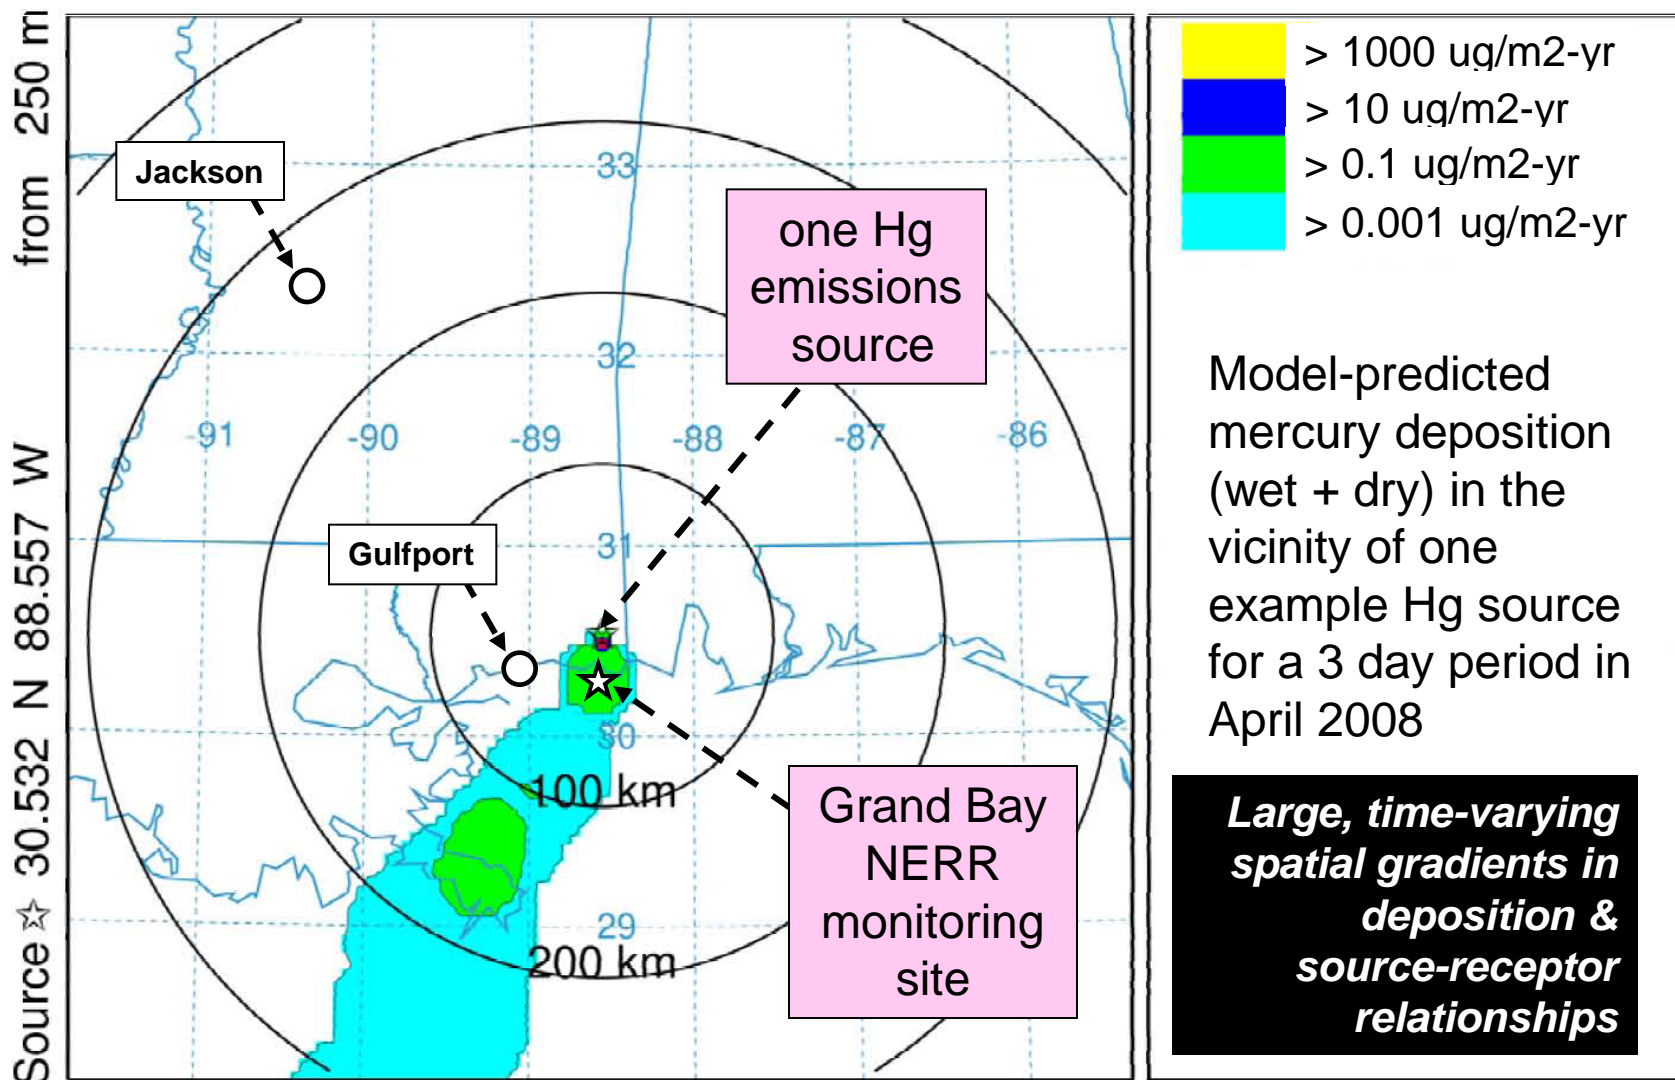 Source ☆ 30.532 N 88.557 W from 250 m
Jackson
Gulfport
one Hg
emissions
source
Grand Bay
NERR
monitoring
site
33
32
31
30
29
-91
-90
-89
-88
-87
-86
100 km
200 km
> 1000 ug/m2-yr
> 10 ug/m2-yr
> 0.1 ug/m2-yr
> 0.001 ug/m2-yr
Model-predicted
mercury deposition
(wet + dry) in the
vicinity of one
example Hg source
for a 3 day period in
April 2008
Large, time-varying
spatial gradients in
deposition &
source-receptor
relationships